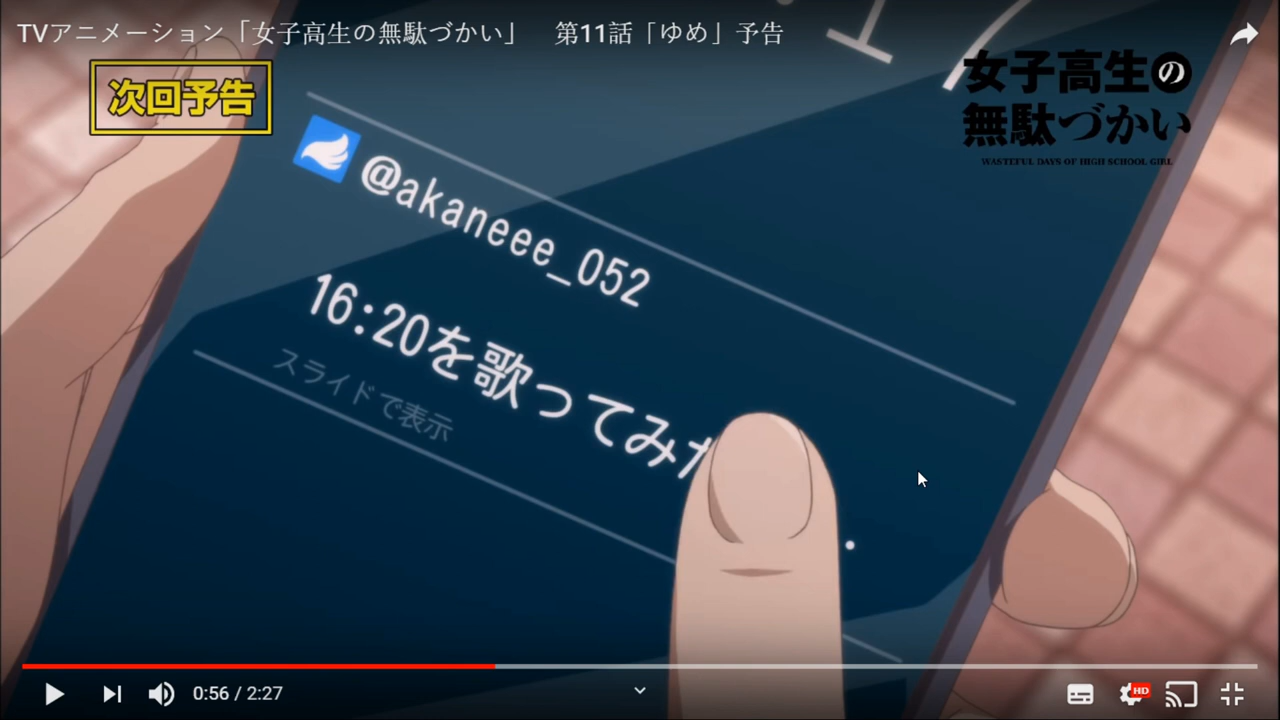 TVアニメーション「女子高生の無駄づかい」　第11話「ゆめ」予告
次回予告
女子高生の
無駄づかい
WASTEFUL DAYS OF HIGH SCHOOL GIRL
17
@akaneee_052
16:20を歌ってみ
スライドで表示
0:56 / 2:27
HD